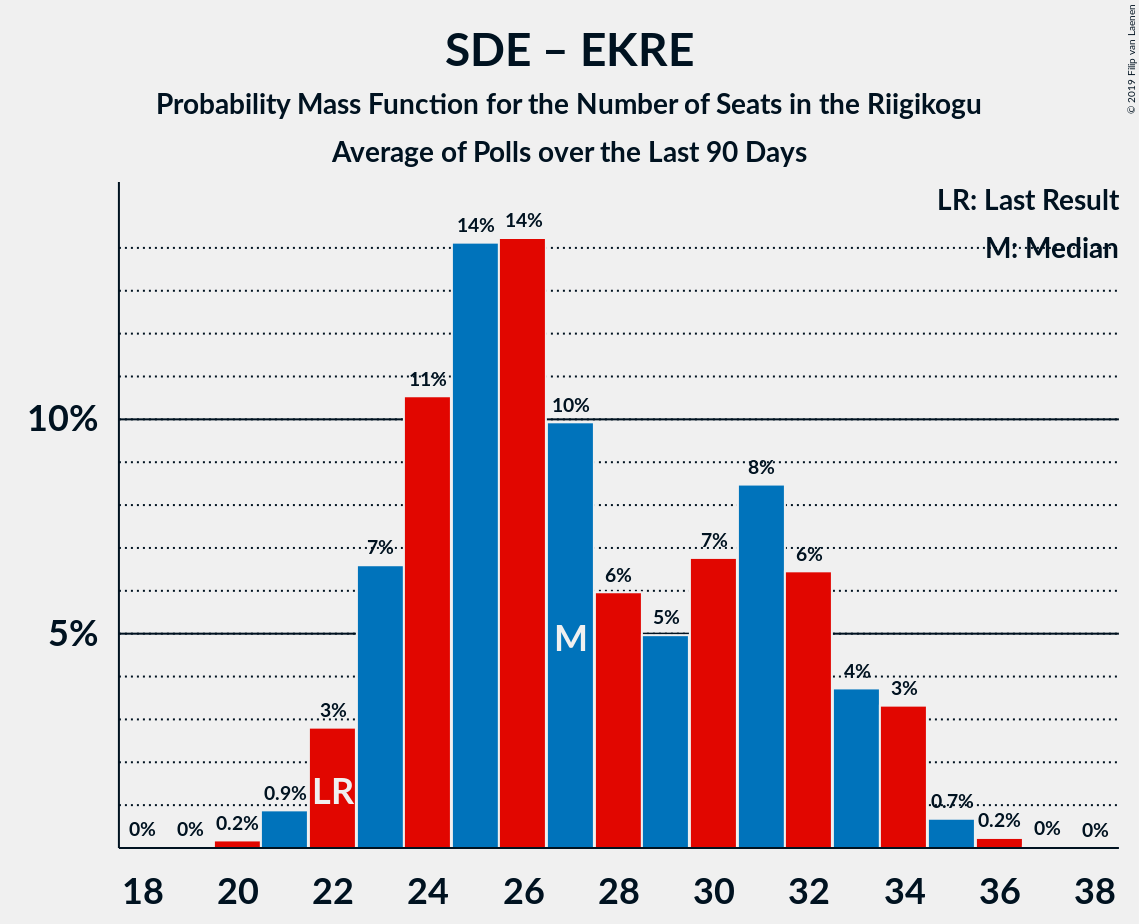 SDE – EKRE
Probability Mass Function for the Number of Seats in the Riigikogu
Average of Polls over the Last 90 Days
© 2019 Filip van Laenen
LR: Last Result
M: Median
14% 14%
11%
10%
10%
8%
7%
7%
6%
6%
5%
5%
M
4%
3%
3%
LR
0.9%
0.7%
0% 0% 0.2%
0.2% 0% 0%
18 20 22 24 26 28 30 32 34 36 38